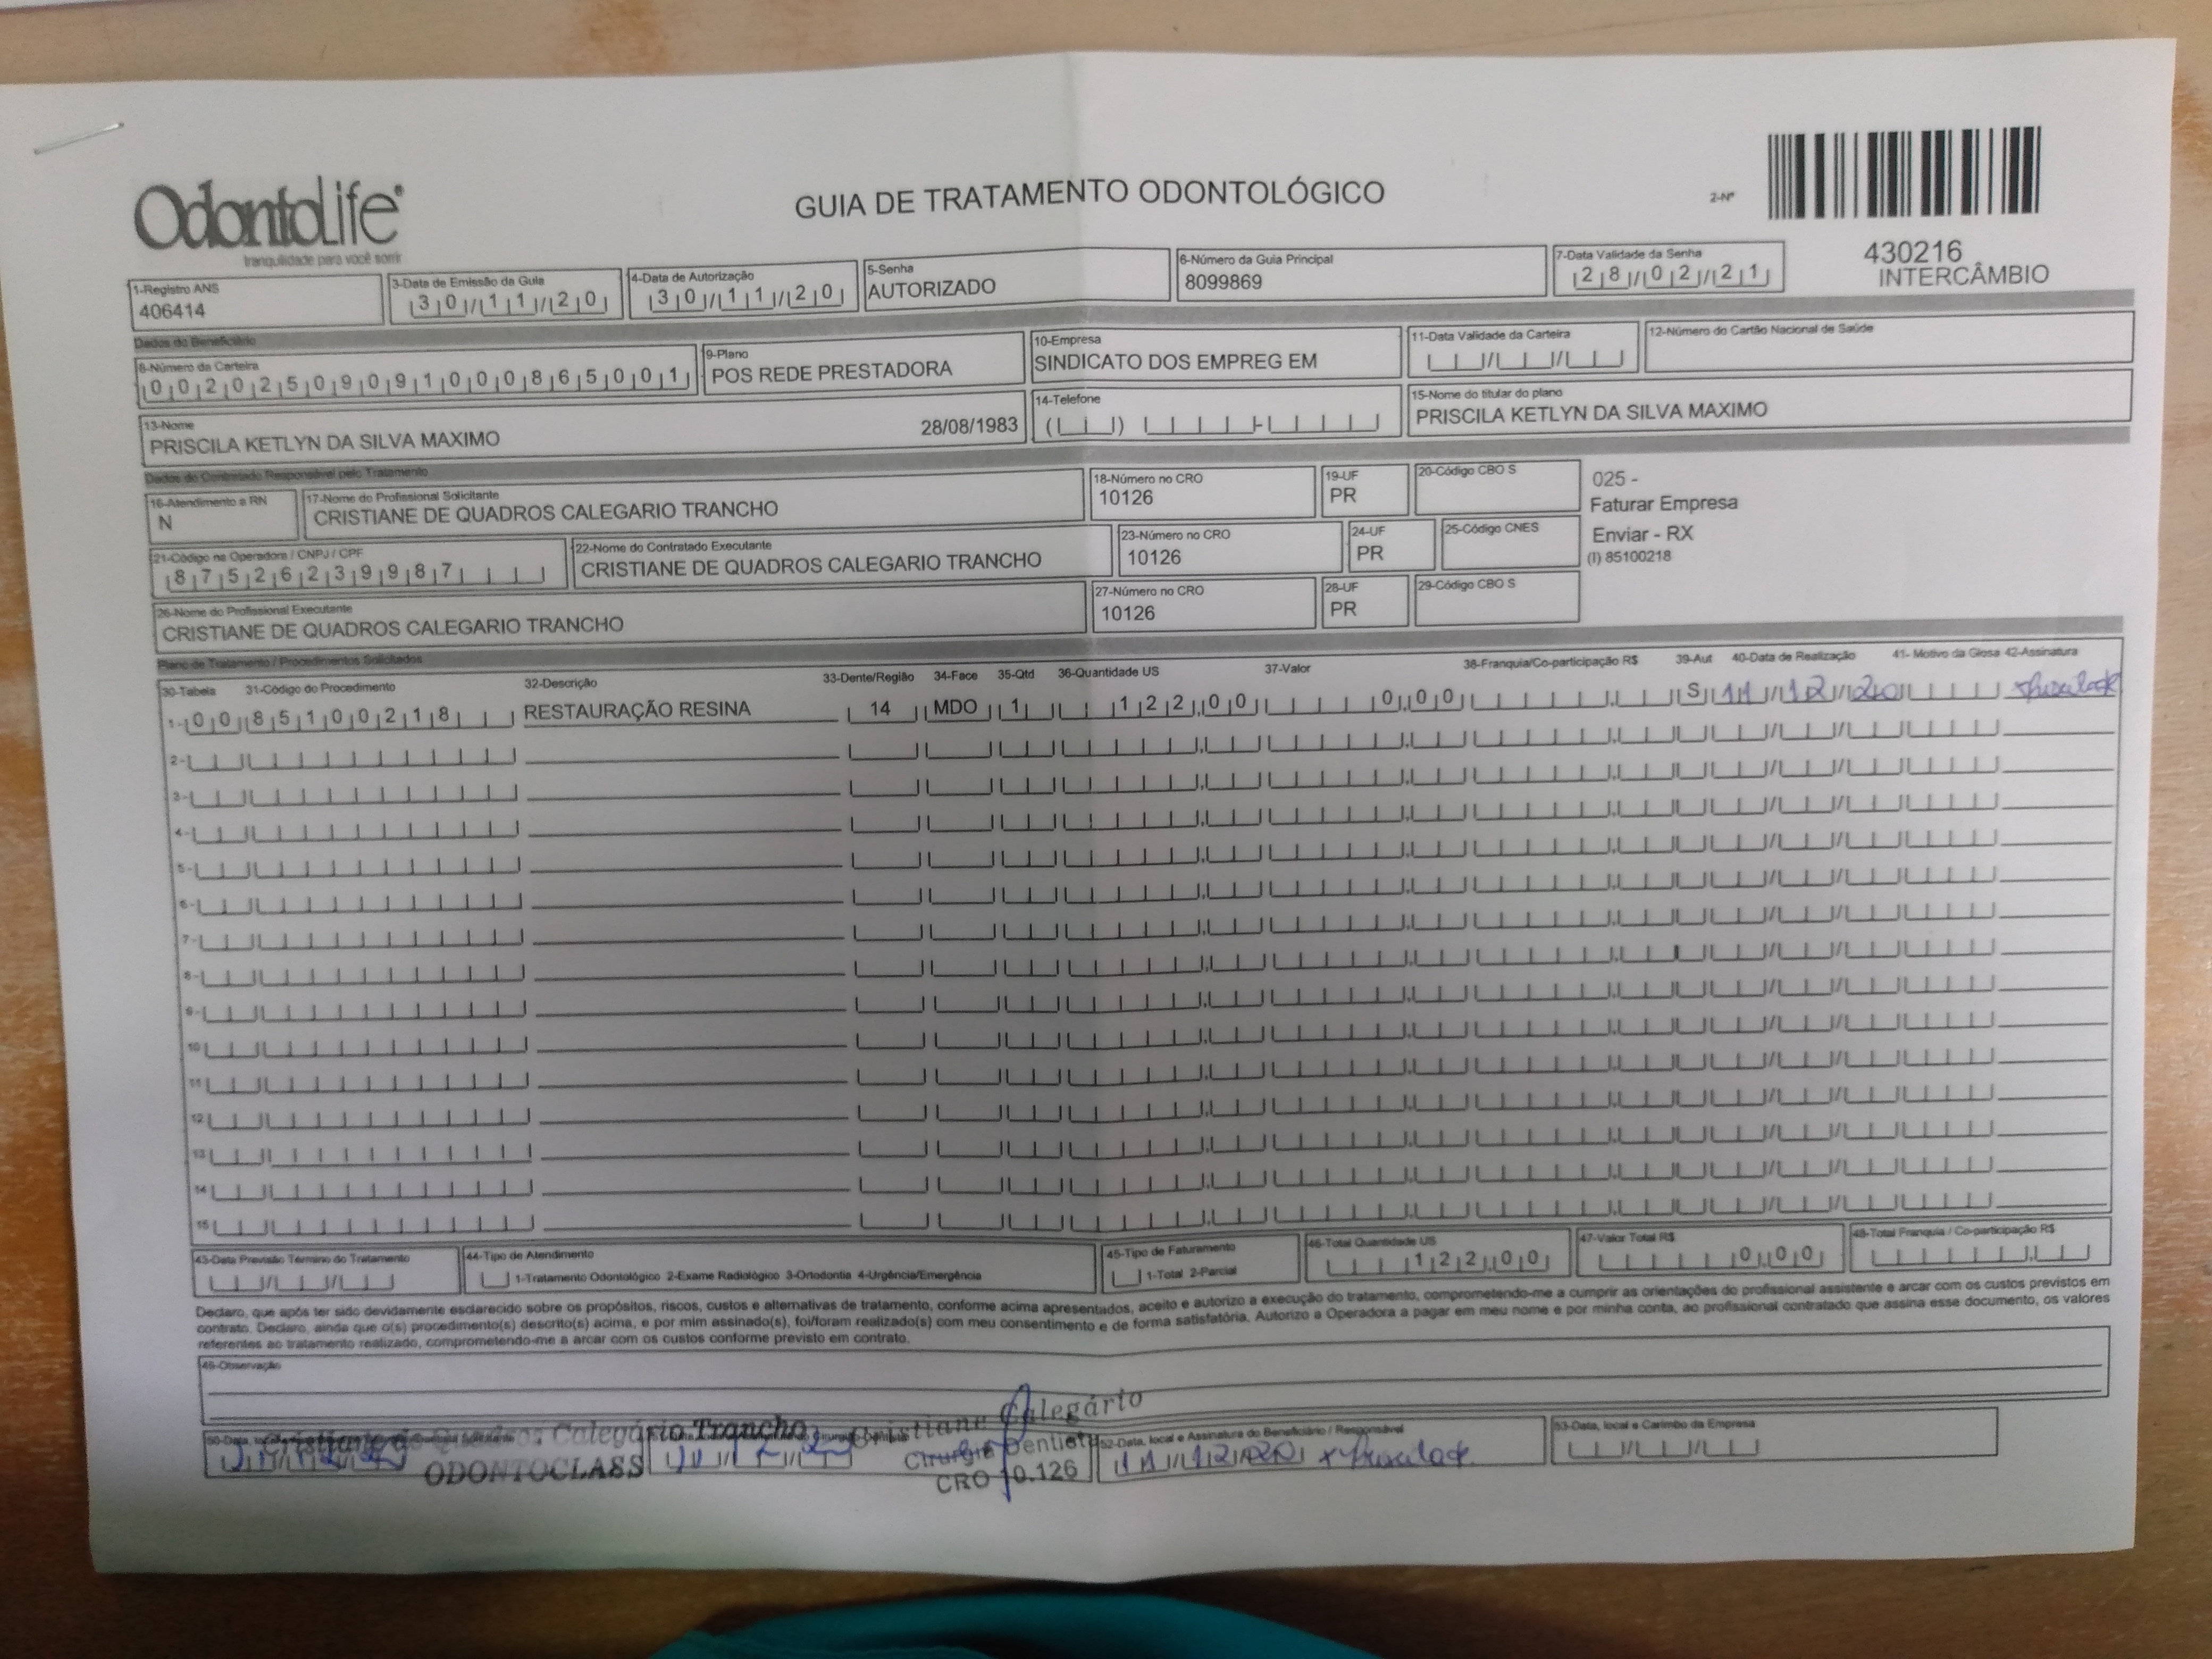 OdontoLife®
tranquilidade para você sorrir
GUIA DE TRATAMENTO ODONTOLÓGICO
2-Nº
430216
INTERCÂMBIO
1-Registro ANS
406414
3-Data de Emissão da Guia
30/11/20
4-Data de Autorização
30/11/20
5-Senha
AUTORIZADO
6-Número da Guia Principal
8099869
7-Data Validade da Senha
28/02/21
Dados do Beneficiário
8-Número da Carteira
00202509091000865001
9-Plano
POS REDE PRESTADORA
10-Empresa
SINDICATO DOS EMPREG EM
11-Data Validade da Carteira
12-Número do Cartão Nacional de Saúde
13-Nome
PRISCILA KETLYN DA SILVA MAXIMO 28/08/1983
14-Telefone
15-Nome do titular do plano
PRISCILA KETLYN DA SILVA MAXIMO
Dados do Contratado Responsável pelo Tratamento
16-Atendimento a RN
N
17-Nome do Profissional Solicitante
CRISTIANE DE QUADROS CALEGARIO TRANCHO
18-Número no CRO
10126
19-UF
PR
20-Código CBO S
025 -
Faturar Empresa
Enviar - RX
(I) 85100218
21-Código na Operadora / CNPJ / CPF
87526239987
22-Nome do Contratado Executante
CRISTIANE DE QUADROS CALEGARIO TRANCHO
23-Número no CRO
10126
24-UF
PR
25-Código CNES
26-Nome do Profissional Executante
CRISTIANE DE QUADROS CALEGARIO TRANCHO
27-Número no CRO
10126
28-UF
PR
29-Código CBO S
Plano de Tratamento / Procedimentos Solicitados
30-Tabela 31-Código do Procedimento 32-Descrição 33-Dente/Região 34-Face 35-Qtd 36-Quantidade US 37-Valor 38-Franquia/Co-participação R$ 39-Aut 40-Data de Realização 41- Motivo da Glosa 42-Assinatura
1- 00 85100218 RESTAURAÇÃO RESINA 14 MDO 1 122,00 0,00 S 11/12/20
2-
3-
4-
5-
6-
7-
8-
9-
10
11
12
13
14
15
43-Data Previsão Término do Tratamento
44-Tipo de Atendimento
1-Tratamento Odontológico 2-Exame Radiológico 3-Ortodontia 4-Urgência/Emergência
45-Tipo de Faturamento
1-Total 2-Parcial
46-Total Quantidade US
122,00
47-Valor Total R$
0,00
48-Total Franquia / Co-participação R$
Declaro, que após ter sido devidamente esclarecido sobre os propósitos, riscos, custos e alternativas de tratamento, conforme acima apresentados, aceito e autorizo a execução do tratamento, comprometendo-me a cumprir as orientações do profissional assistente e arcar com os custos previstos em
contrato. Declaro, ainda que o(s) procedimento(s) descrito(s) acima, e por mim assinado(s), foi/foram realizado(s) com meu consentimento e de forma satisfatória. Autorizo a Operadora a pagar em meu nome e por minha conta, ao profissional contratado que assina esse documento, os valores
referentes ao tratamento realizado, comprometendo-me a arcar com os custos conforme previsto em contrato.
49-Observação
Cristiane de Quadros Calegário Trancho
ODONTOCLASS
Cristiane Calegárto
Cirurgiã Dentista
CRO 10.126
52-Data, local e Assinatura do Beneficiário / Responsável
11/12/20
53-Data, local e Carimbo da Empresa